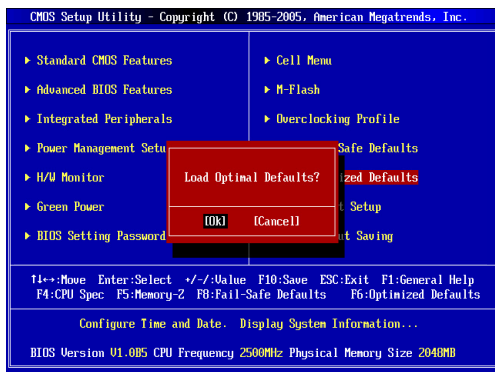 CMOS Setup Utility - Copyright (C) 1985-2005, American Megatrends, Inc.
Standard CMOS Features
Advanced BIOS Features
Integrated Peripherals
Power Management Setu
H/W Monitor
Green Power
BIOS Setting Password
Cell Menu
M-Flash
Overclocking Profile
Safe Defaults
ized Defaults
t Setup
ut Saving
Load Optimal Defaults?
[Ok] [Cancel]
↑↓↔:Move Enter:Select +/-/:Value F10:Save ESC:Exit F1:General Help
F4:CPU Spec F5:Memory-Z F8:Fail-Safe Defaults F6:Optimized Defaults
Configure Time and Date. Display System Information...
BIOS Version V1.0B5 CPU Frequency 2500MHz Physical Memory Size 2048MB